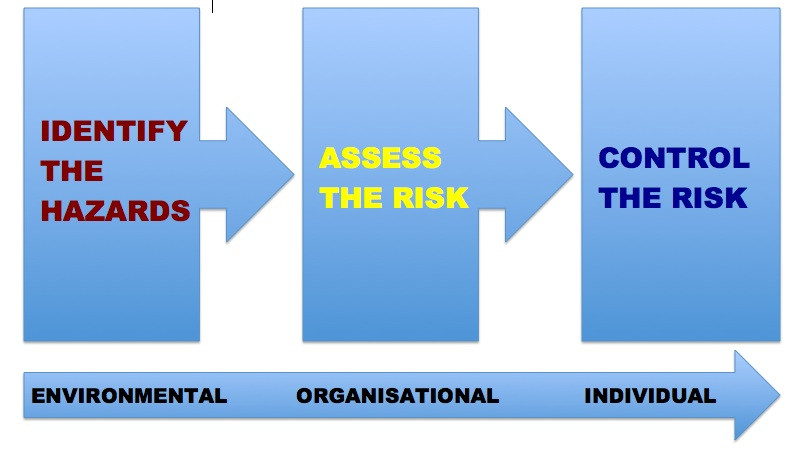 IDENTIFY
THE
HAZARDS
ASSESS
THE RISK
CONTROL
THE RISK
ENVIRONMENTAL ORGANISATIONAL INDIVIDUAL